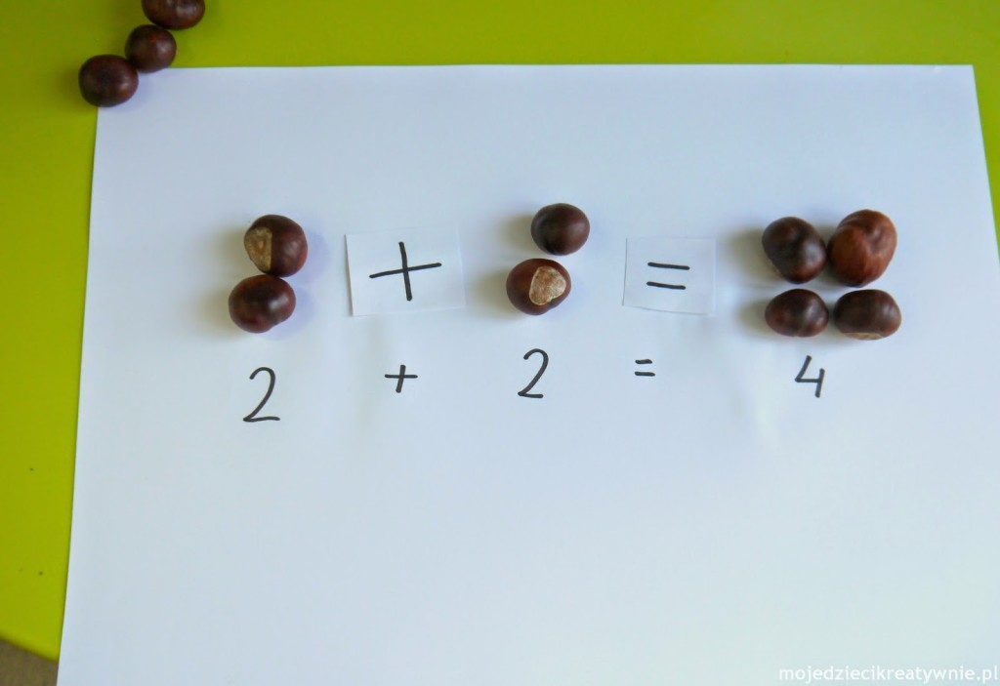 + =
2 + 2 = 4
mojedziecikreatywnie.pl